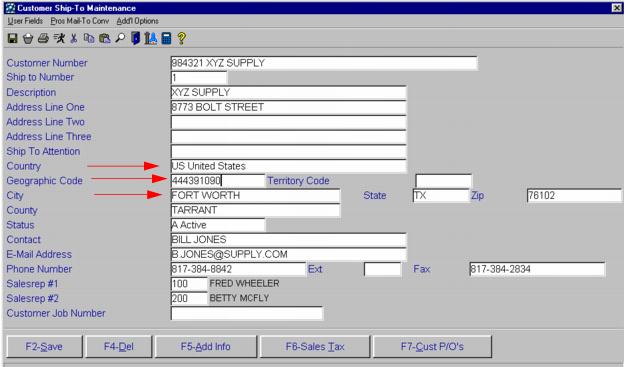 Customer Ship-To Maintenance
User Fields Pros Mail-To Conv Add'l Options
Customer Number 984321 XYZ SUPPLY
Ship to Number 1
Description XYZ SUPPLY
Address Line One 8773 BOLT STREET
Address Line Two
Address Line Three
Ship To Attention
Country US United States
Geographic Code 444391090 Territory Code
City FORT WORTH State TX Zip 76102
County TARRANT
Status A Active
Contact BILL JONES
E-Mail Address B.JONES@SUPPLY.COM
Phone Number 817-384-8842 Ext Fax 817-384-2834
Salesrep #1 100 FRED WHEELER
Salesrep #2 200 BETTY MCFLY
Customer Job Number
F2-Save F4-Del F5-Add Info F6-Sales Tax F7-Cust P/O's